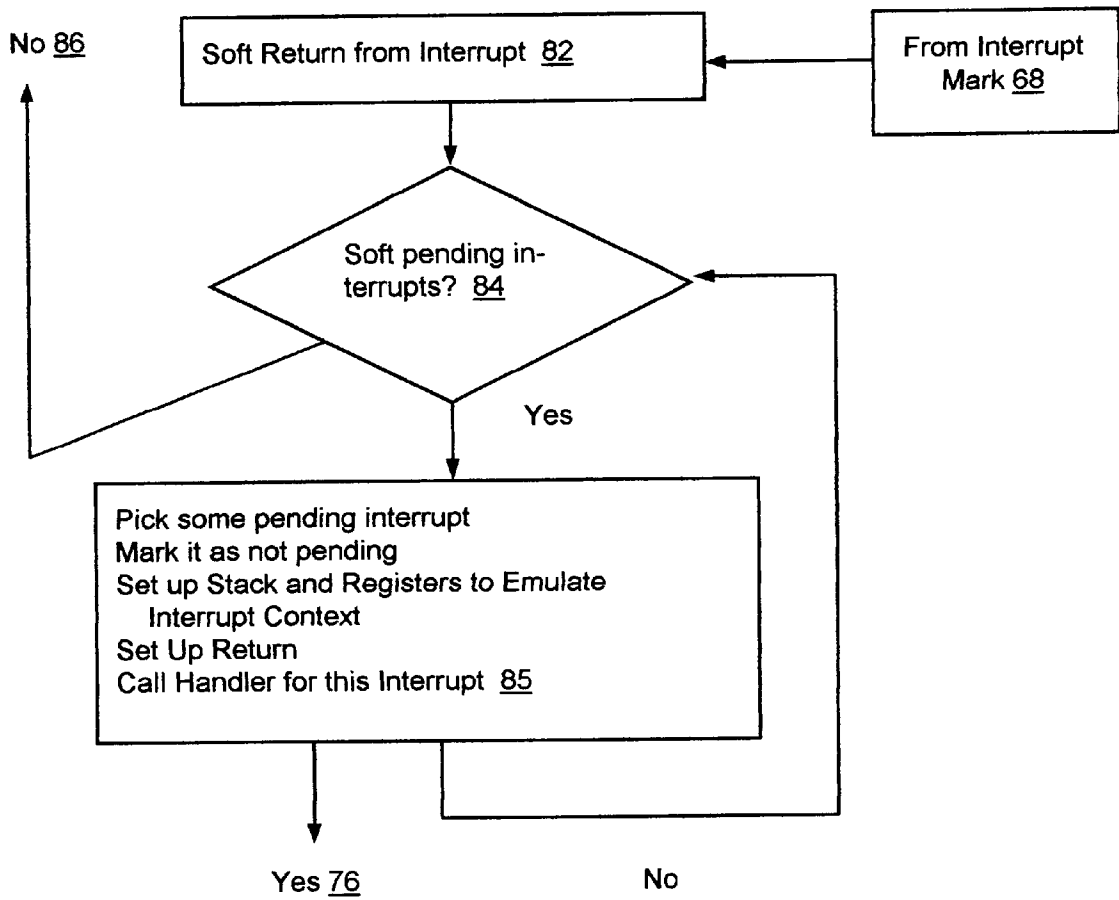 No 86
Soft Return from Interrupt 82
From Interrupt
Mark 68
Soft pending in-
terrupts? 84
Yes
Pick some pending interrupt
Mark it as not pending
Set up Stack and Registers to Emulate
Interrupt Context
Set Up Return
Call Handler for this Interrupt 85
Yes 76
No